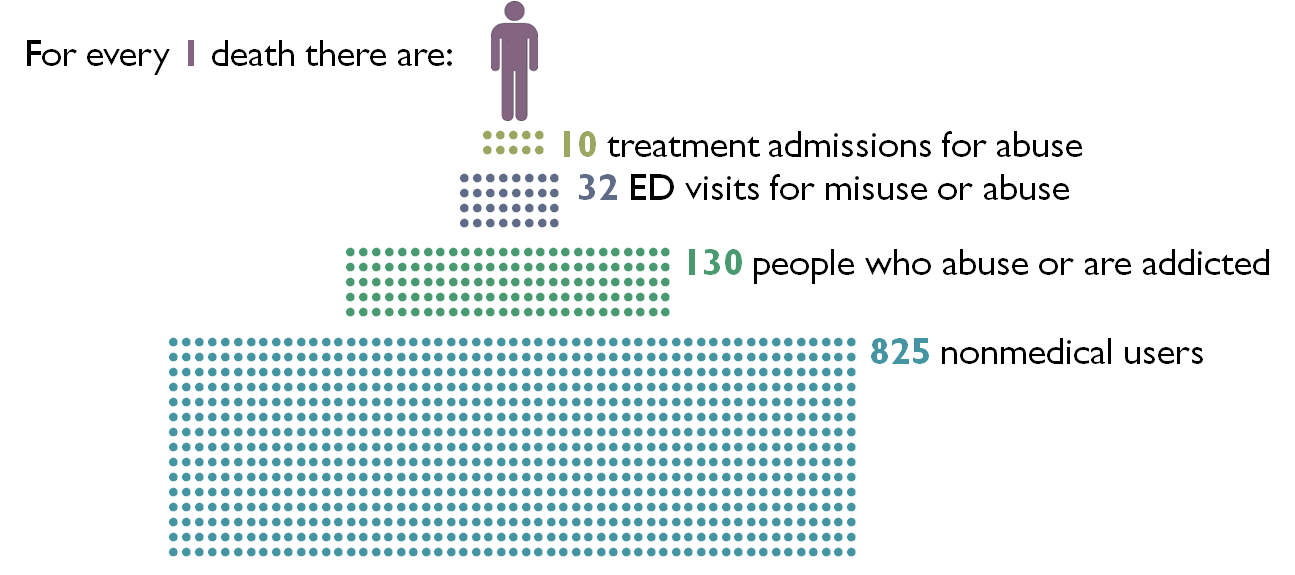 For every 1 death there are:
10 treatment admissions for abuse
32 ED visits for misuse or abuse
130 people who abuse or are addicted
825 nonmedical users